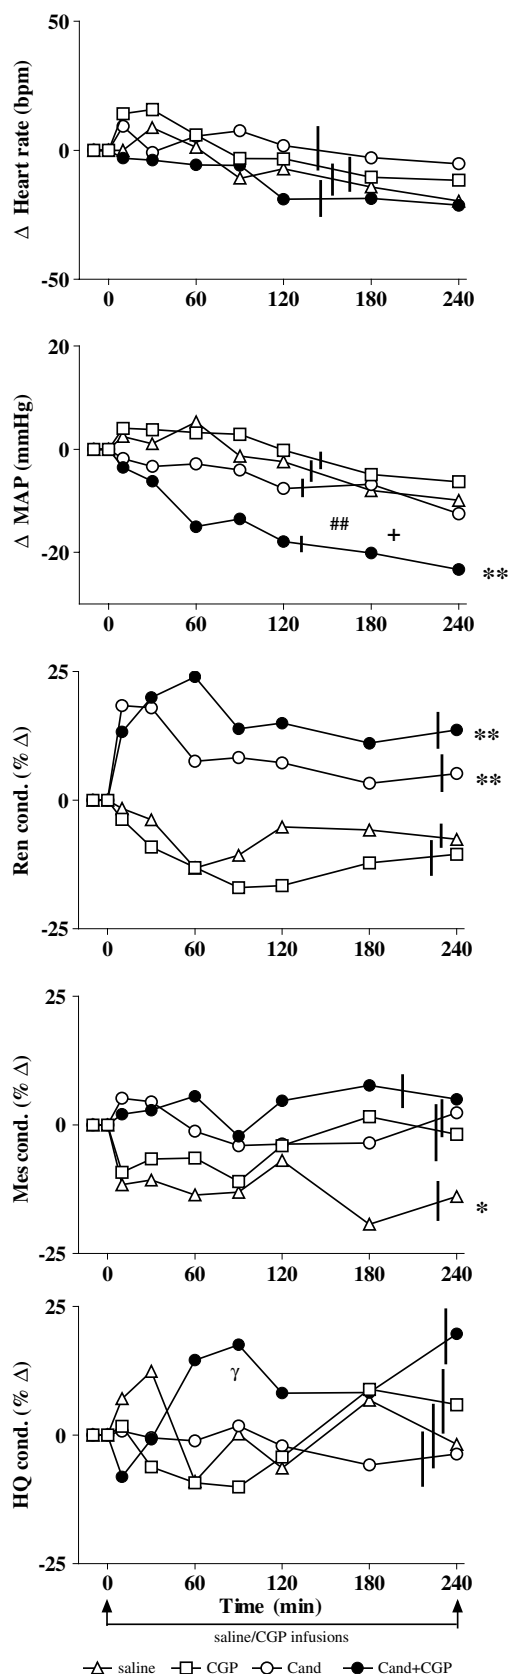 50
0
-50
Δ Heart rate (bpm)
0 60 120 180 240
20
0
-20
Δ MAP (mmHg)
##
+
**
0 60 120 180 240
25
0
-25
Ren cond. (% Δ)
**
**
0 60 120 180 240
25
0
-25
Mes cond. (% Δ)
*
0 60 120 180 240
25
0
-25
HQ cond. (% Δ)
γ
0 60 120 180 240
Time (min)
saline/CGP infusions
saline CGP Cand Cand+CGP